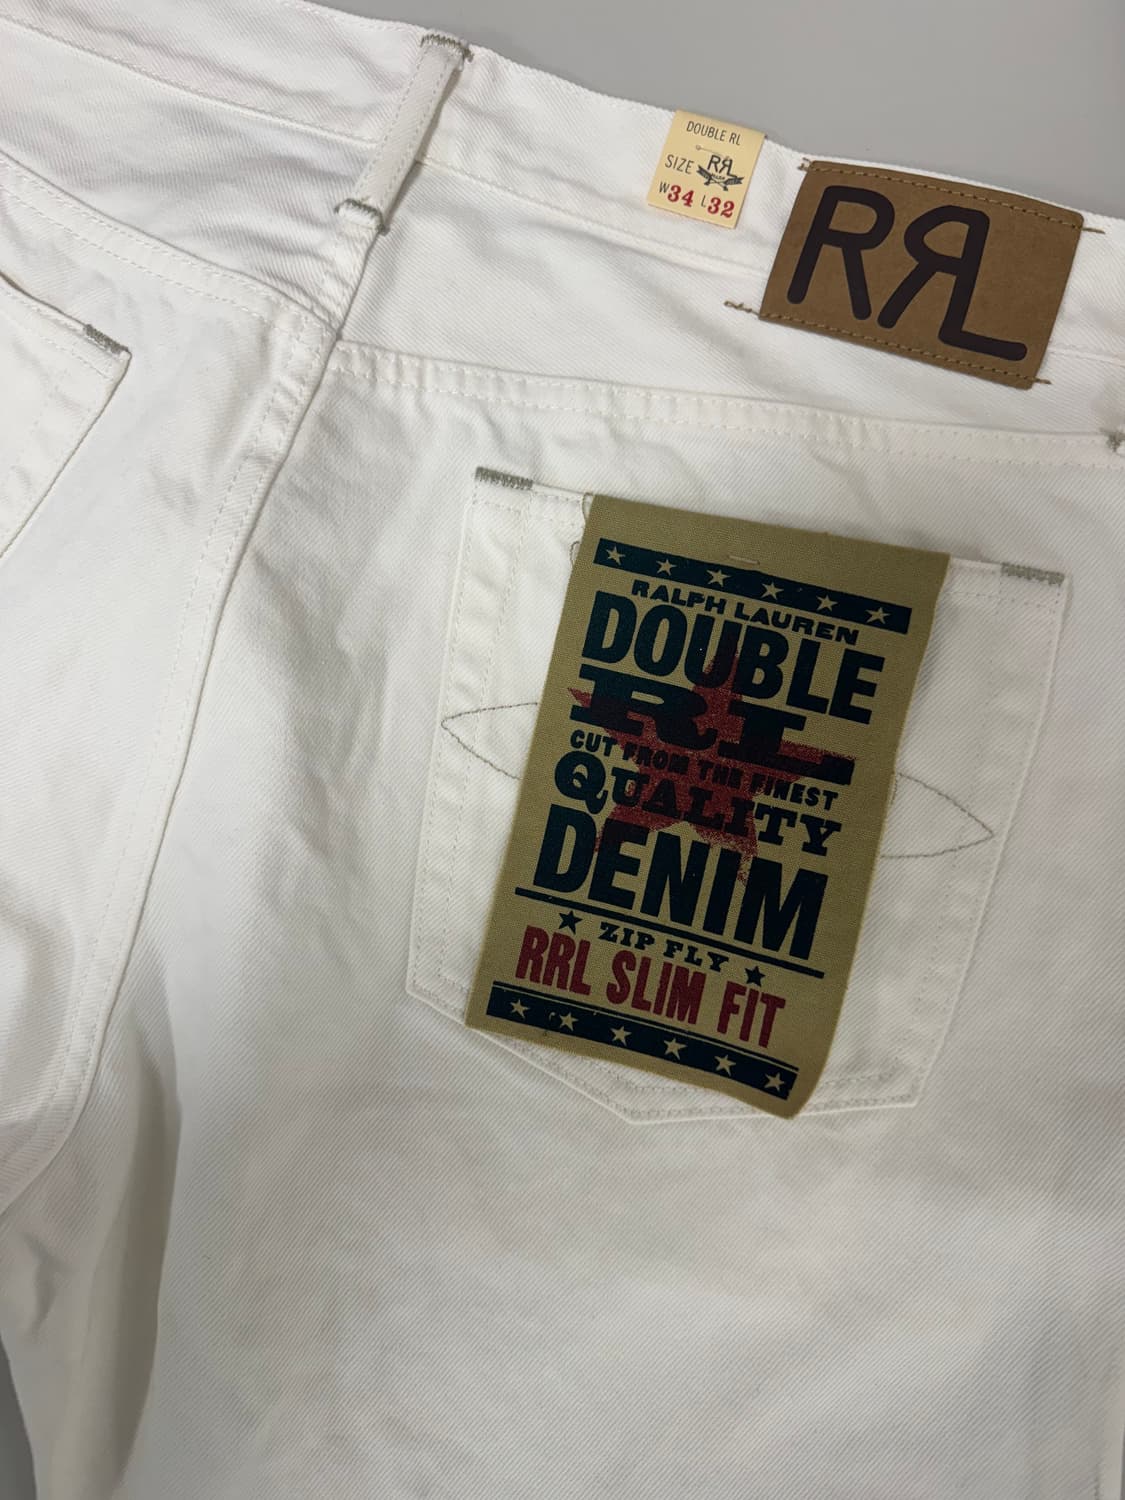 DOUBLE RL
SIZE RRL
W34 L32
RRL
RALPH LAUREN
DOUBLE
RL
CUT FROM THE FINEST
QUALITY
DENIM
ZIP FLY
RRL SLIM FIT